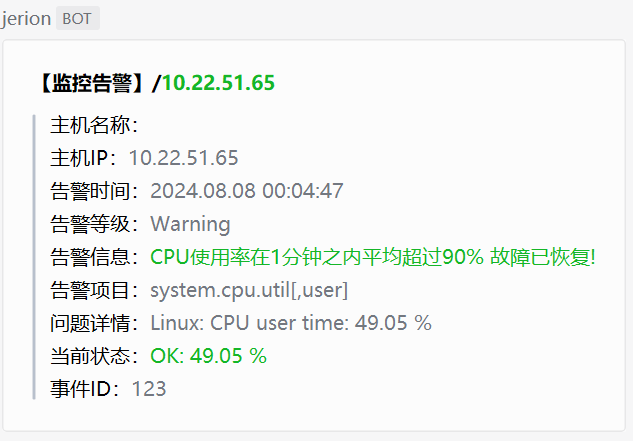 jerion BOT
【监控告警】/10.22.51.65
主机名称：
主机IP：10.22.51.65
告警时间：2024.08.08 00:04:47
告警等级：Warning
告警信息：CPU使用率在1分钟之内平均超过90% 故障已恢复!
告警项目：system.cpu.util[,user]
问题详情：Linux: CPU user time: 49.05 %
当前状态：OK: 49.05 %
事件ID：123